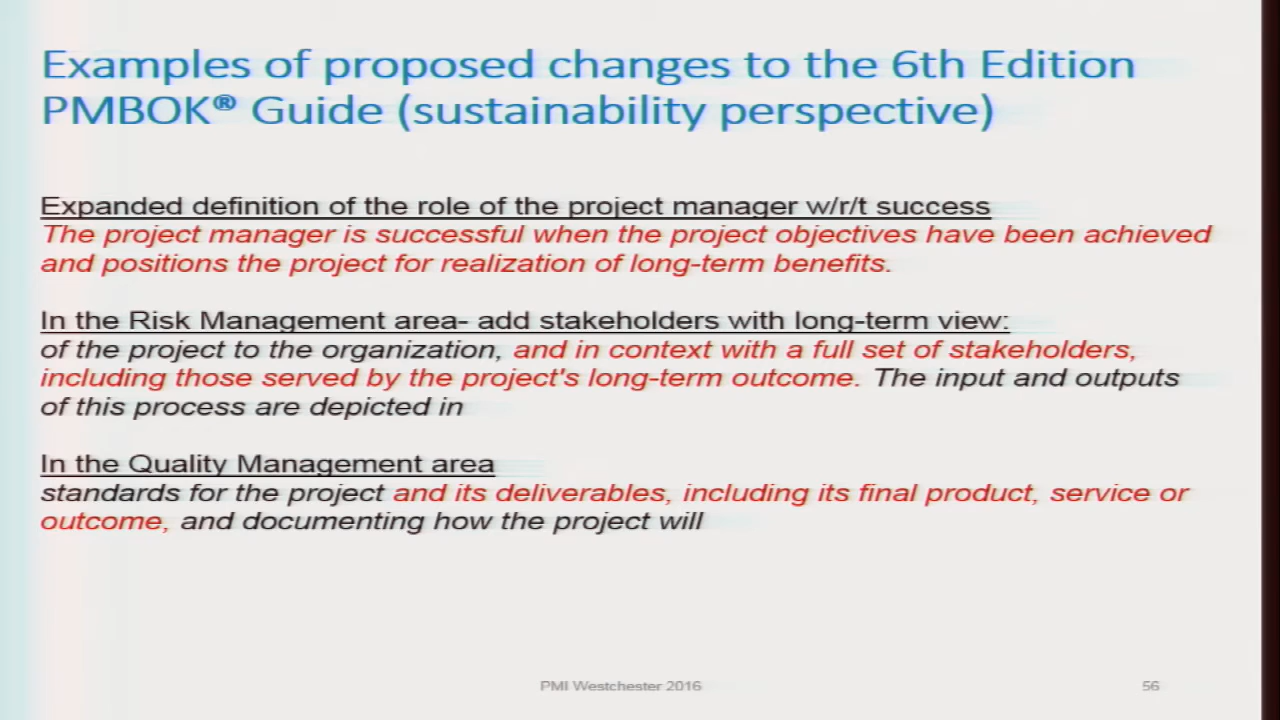 Examples of proposed changes to the 6th Edition
PMBOK® Guide (sustainability perspective)
Expanded definition of the role of the project manager w/r/t success
The project manager is successful when the project objectives have been achieved
and positions the project for realization of long-term benefits.
In the Risk Management area- add stakeholders with long-term view:
of the project to the organization, and in context with a full set of stakeholders,
including those served by the project's long-term outcome. The input and outputs
of this process are depicted in
In the Quality Management area
standards for the project and its deliverables, including its final product, service or
outcome, and documenting how the project will
PMI Westchester 2016
56